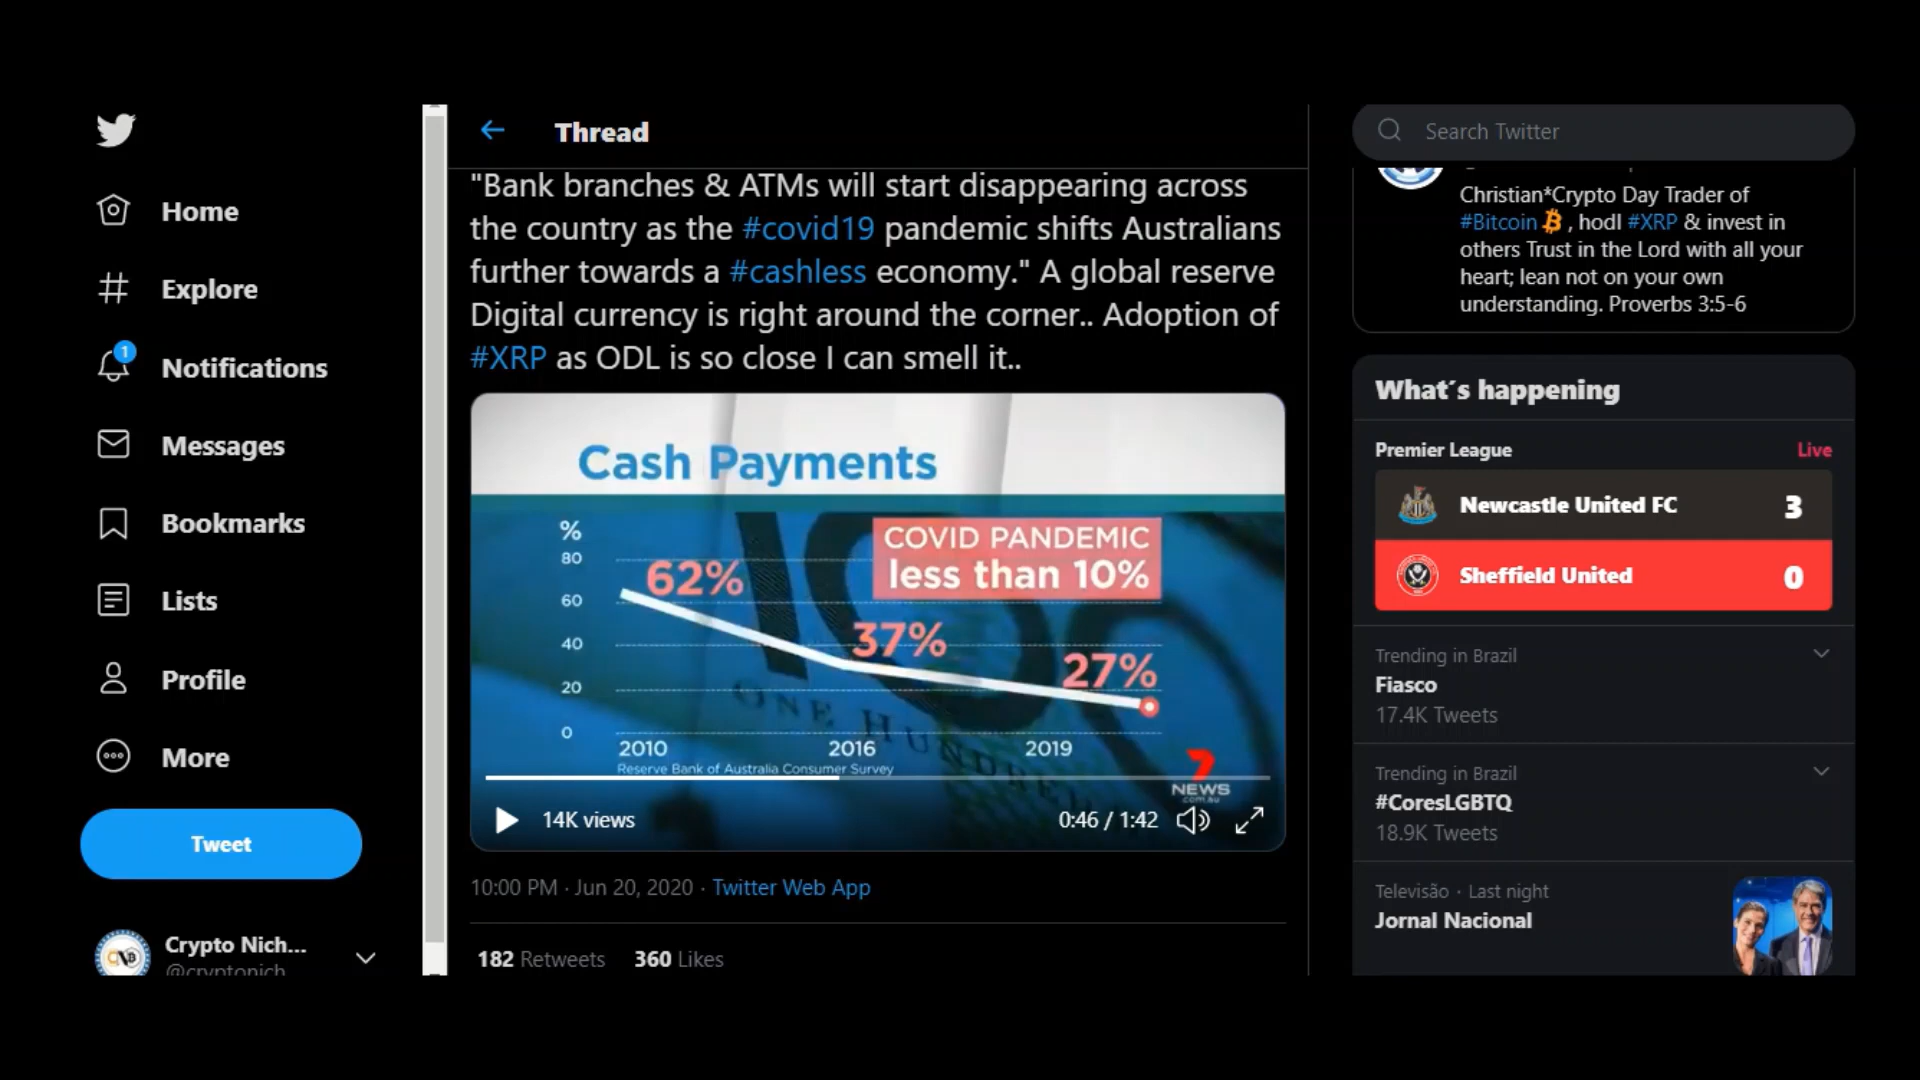 Home
Explore
1
Notifications
Messages
Bookmarks
Lists
Profile
More
Tweet
Crypto Nich...
@cryptonich
Thread
"Bank branches & ATMs will start disappearing across
the country as the #covid19 pandemic shifts Australians
further towards a #cashless economy." A global reserve
Digital currency is right around the corner.. Adoption of
#XRP as ODL is so close I can smell it..
Cash Payments
%
80
60
40
20
0
62%
37%
27%
COVID PANDEMIC
less than 10%
2010
2016
2019
Reserve Bank of Australia Consumer Survey
ONE HUNDRED
7
NEWS
.com.au
14K views
0:46 / 1:42
10:00 PM · Jun 20, 2020 · Twitter Web App
182 Retweets 360 Likes
Search Twitter
Christian*Crypto Day Trader of
#Bitcoin , hodl #XRP & invest in
others Trust in the Lord with all your
heart; lean not on your own
understanding. Proverbs 3:5-6
What´s happening
Premier League Live
Newcastle United FC 3
Sheffield United 0
Trending in Brazil
Fiasco
17.4K Tweets
Trending in Brazil
#CoresLGBTQ
18.9K Tweets
Televisão · Last night
Jornal Nacional